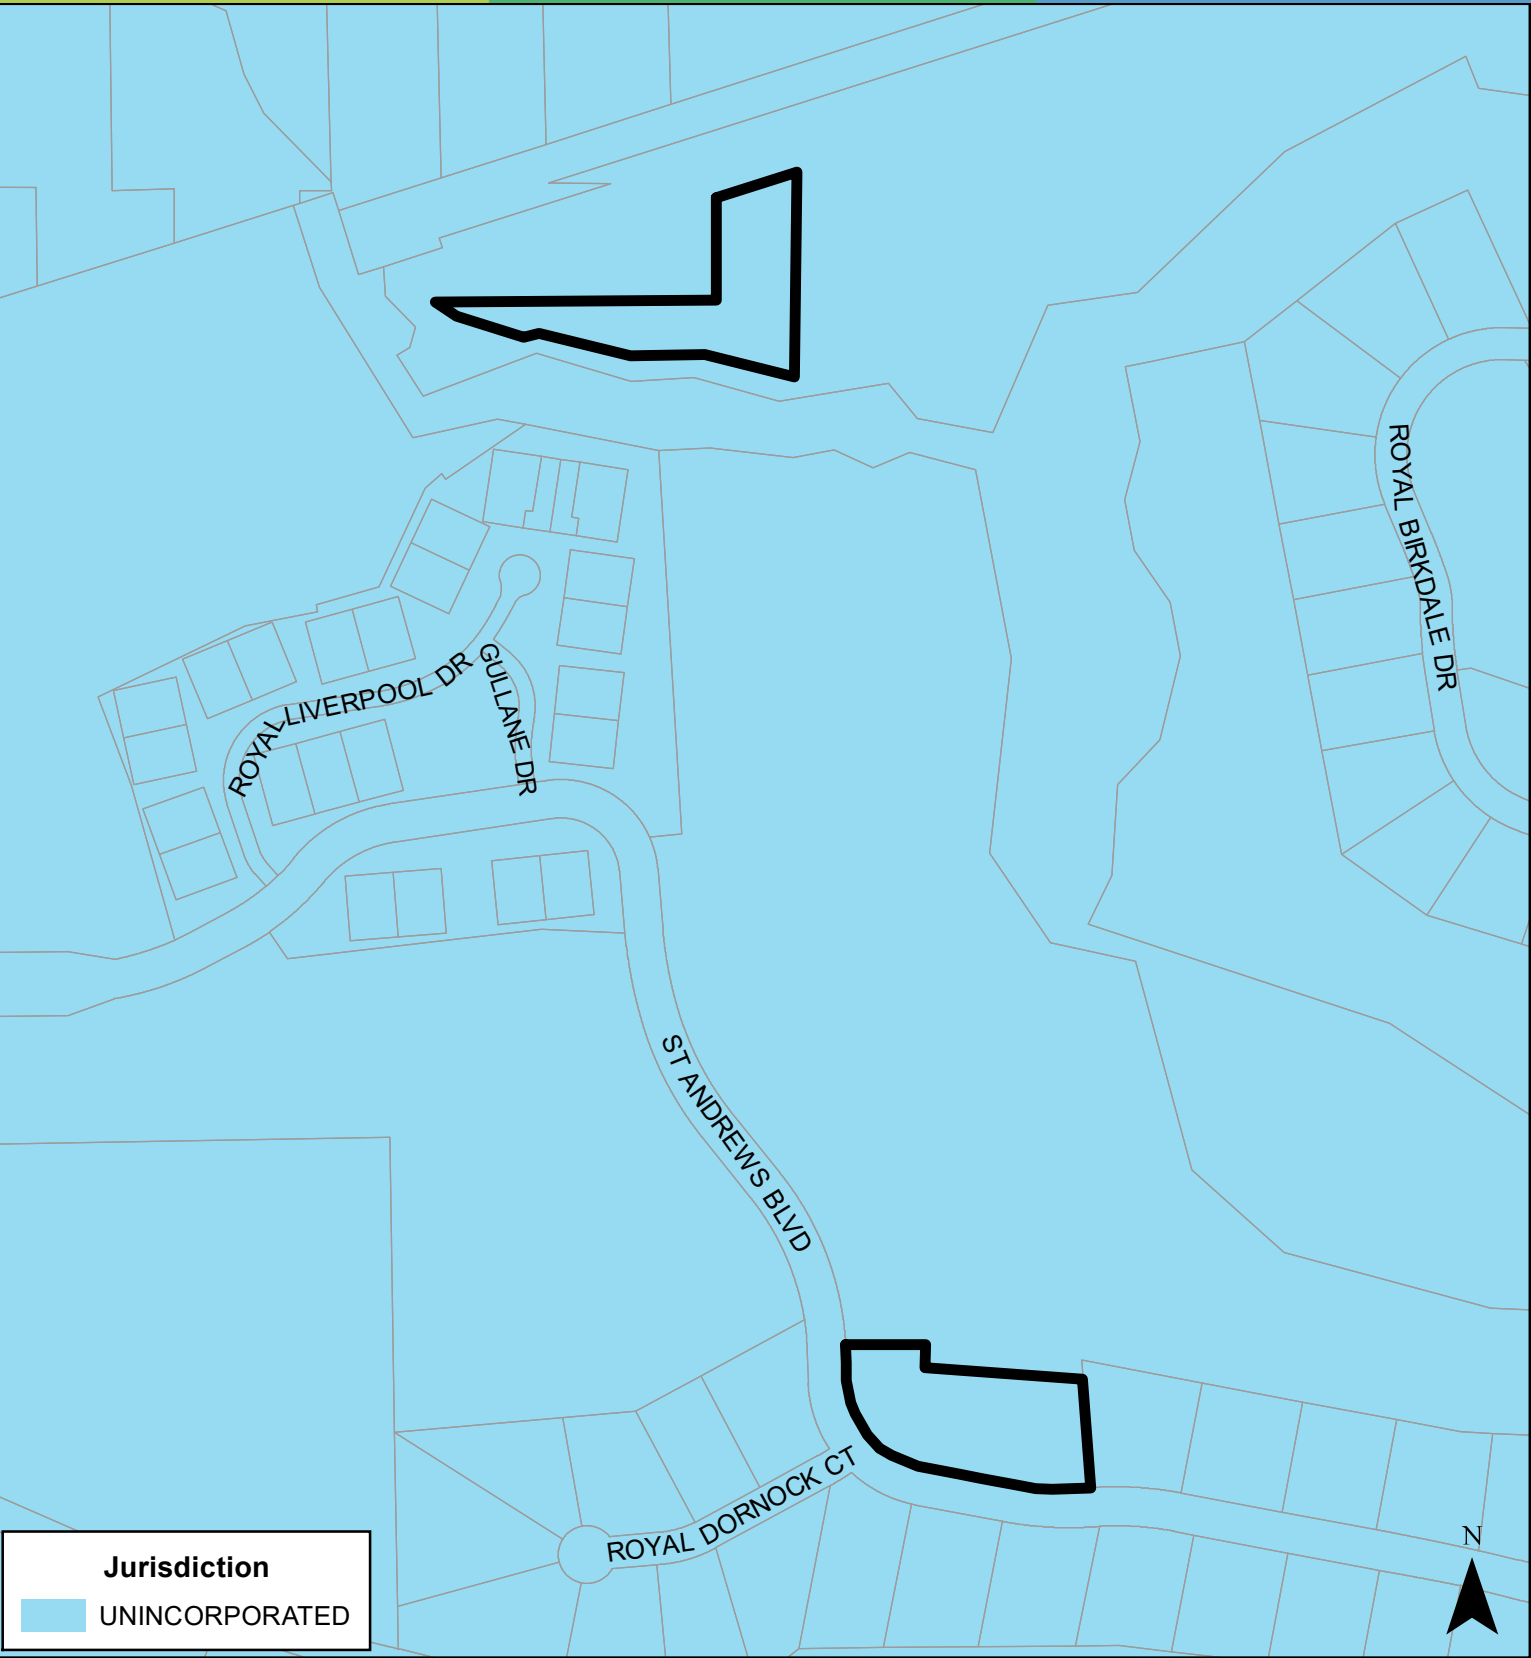 ROYAL BIRKDALE DR
ROYAL LIVERPOOL DR
GULLANE DR
ST ANDREWS BLVD
ROYAL DORNOCK CT
N
Jurisdiction
UNINCORPORATED